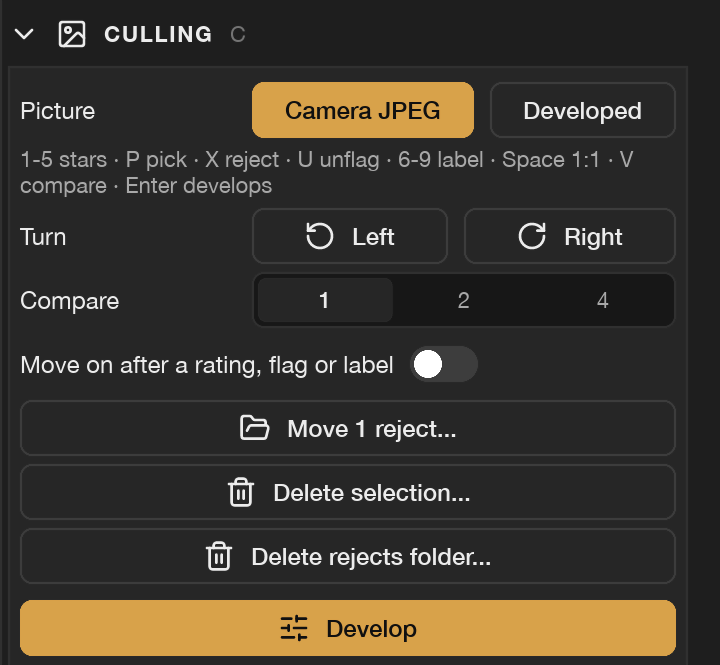 CULLING C
Picture Camera JPEG Developed
1-5 stars · P pick · X reject · U unflag · 6-9 label · Space 1:1 · V
compare · Enter develops
Turn Left Right
Compare 1 2 4
Move on after a rating, flag or label
Move 1 reject...
Delete selection...
Delete rejects folder...
Develop